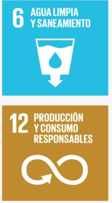 6 AGUA LIMPIA
Y SANEAMIENTO
12 PRODUCCIÓN
Y CONSUMO
RESPONSABLES